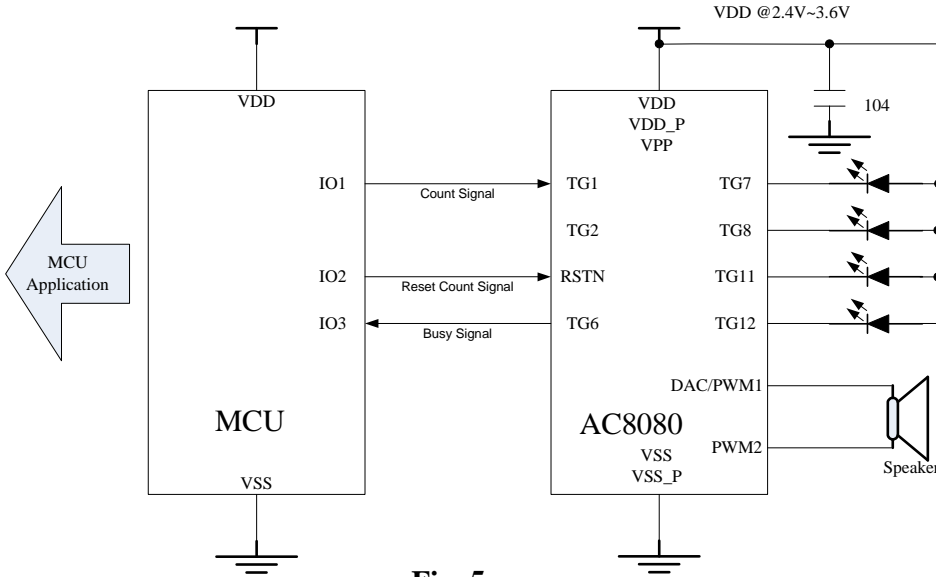 VDD @2.4V~3.6V
VDD
VDD
VDD_P
VPP
104
IO1
Count Signal
TG1
TG7
TG2
TG8
MCU
Application
IO2
Reset Count Signal
RSTN
TG11
IO3
Busy Signal
TG6
TG12
DAC/PWM1
MCU
AC8080
PWM2
VSS
VSS_P
Speaker
VSS